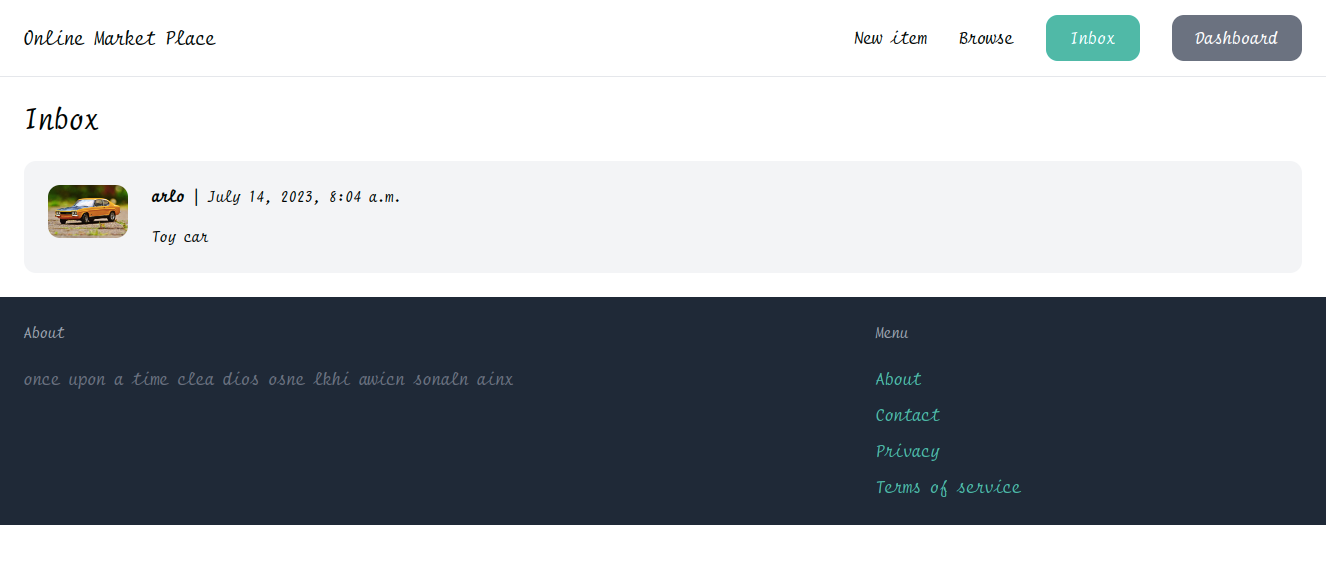 Online Market Place
New item
Browse
Inbox
Dashboard
Inbox
arlo | July 14, 2023, 8:04 a.m.
Toy car
About
once upon a time clea dios osne lkhi awicn sonaln ainx
Menu
About
Contact
Privacy
Terms of service